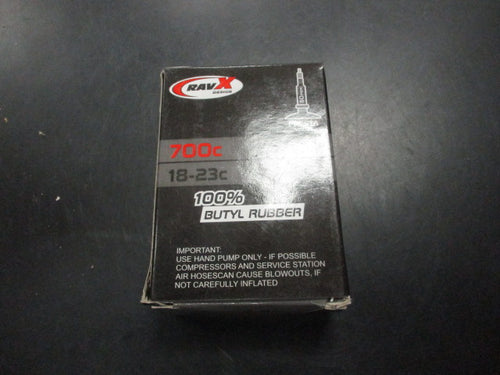 RAVX
DESIGN
700c
18-23c
100%
BUTYL RUBBER
IMPORTANT:
USE HAND PUMP ONLY - IF POSSIBLE
COMPRESSORS AND SERVICE STATION
AIR HOSESCAN CAUSE BLOWOUTS, IF
NOT CAREFULLY INFLATED